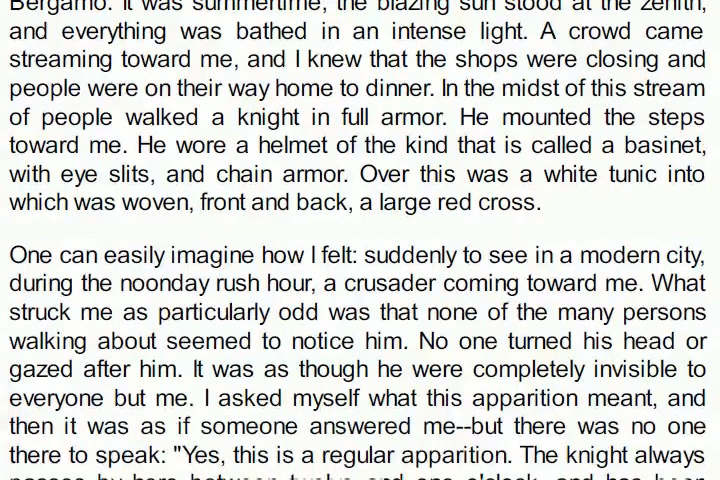 Bergamo. It was summertime, the blazing sun stood at the zenith,
and everything was bathed in an intense light. A crowd came
streaming toward me, and I knew that the shops were closing and
people were on their way home to dinner. In the midst of this stream
of people walked a knight in full armor. He mounted the steps
toward me. He wore a helmet of the kind that is called a basinet,
with eye slits, and chain armor. Over this was a white tunic into
which was woven, front and back, a large red cross.
One can easily imagine how I felt: suddenly to see in a modern city,
during the noonday rush hour, a crusader coming toward me. What
struck me as particularly odd was that none of the many persons
walking about seemed to notice him. No one turned his head or
gazed after him. It was as though he were completely invisible to
everyone but me. I asked myself what this apparition meant, and
then it was as if someone answered me--but there was no one
there to speak: "Yes, this is a regular apparition. The knight always
passes by here between twelve and one o'clock, and has been